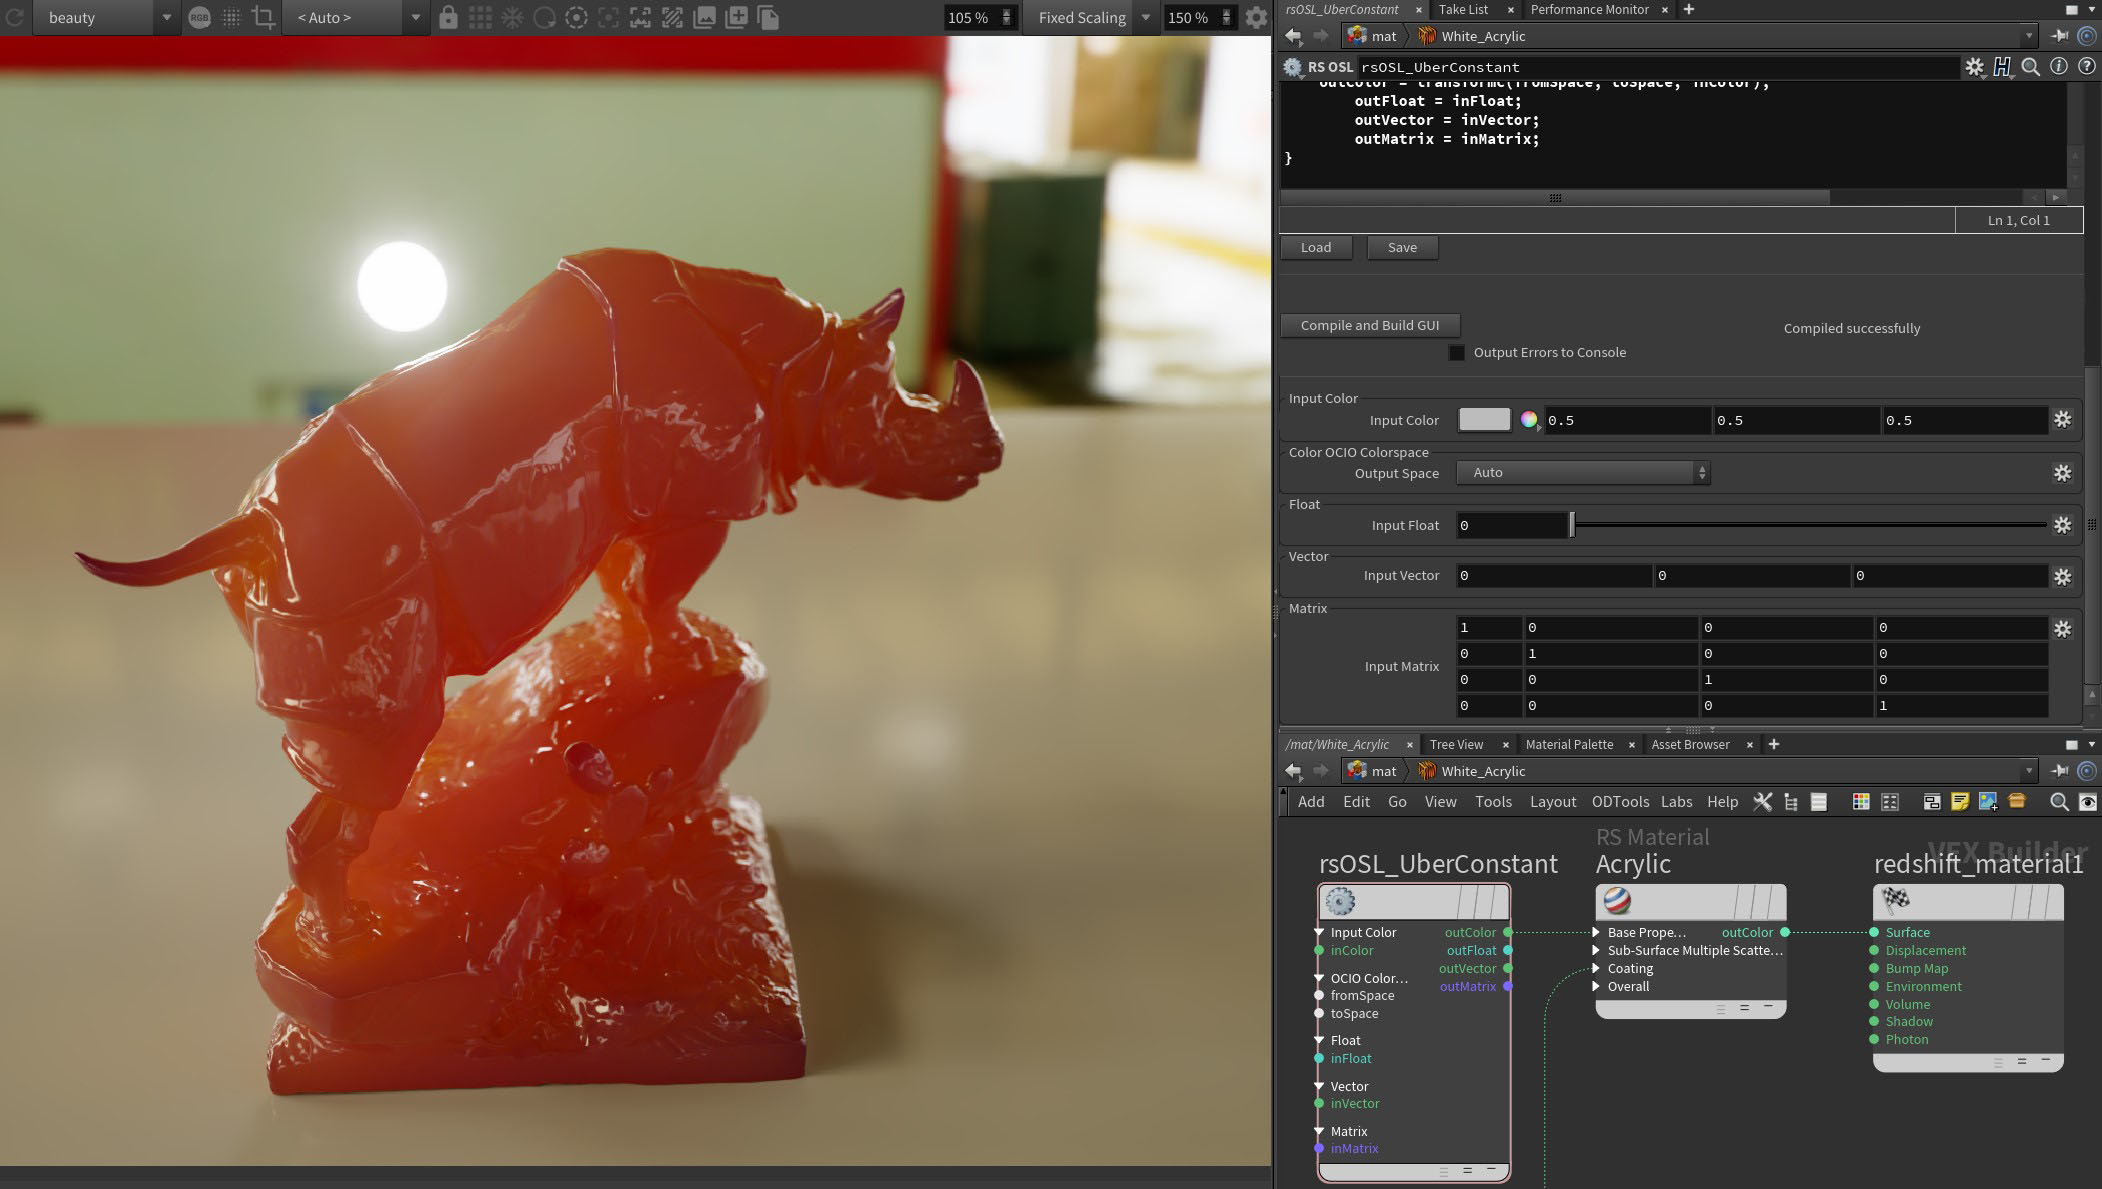 beauty
RGB
< Auto >
105 %
Fixed Scaling
150 %
rsOSL_UberConstant
Take List
Performance Monitor
mat
White_Acrylic
RS OSL
rsOSL_UberConstant
outColor = transformc(fromSpace, toSpace, inColor);
outFloat = inFloat;
outVector = inVector;
outMatrix = inMatrix;
}
Ln 1, Col 1
Load
Save
Compile and Build GUI
Compiled successfully
Output Errors to Console
Input Color
Input Color
0.5
0.5
0.5
Color OCIO Colorspace
Output Space
Auto
Float
Input Float
0
Vector
Input Vector
0
0
0
Matrix
Input Matrix
1 0 0 0
0 1 0 0
0 0 1 0
0 0 0 1
/mat/White_Acrylic
Tree View
Material Palette
Asset Browser
mat
White_Acrylic
Add
Edit
Go
View
Tools
Layout
ODTools
Labs
Help
VEX Builder
rsOSL_UberConstant
Input Color
outColor
inColor
outFloat
outVector
OCIO Color...
outMatrix
fromSpace
toSpace
Float
inFloat
Vector
inVector
Matrix
inMatrix
RS Material
Acrylic
Base Prope...
outColor
Sub-Surface Multiple Scatte...
Coating
Overall
redshift_material1
Surface
Displacement
Bump Map
Environment
Volume
Shadow
Photon